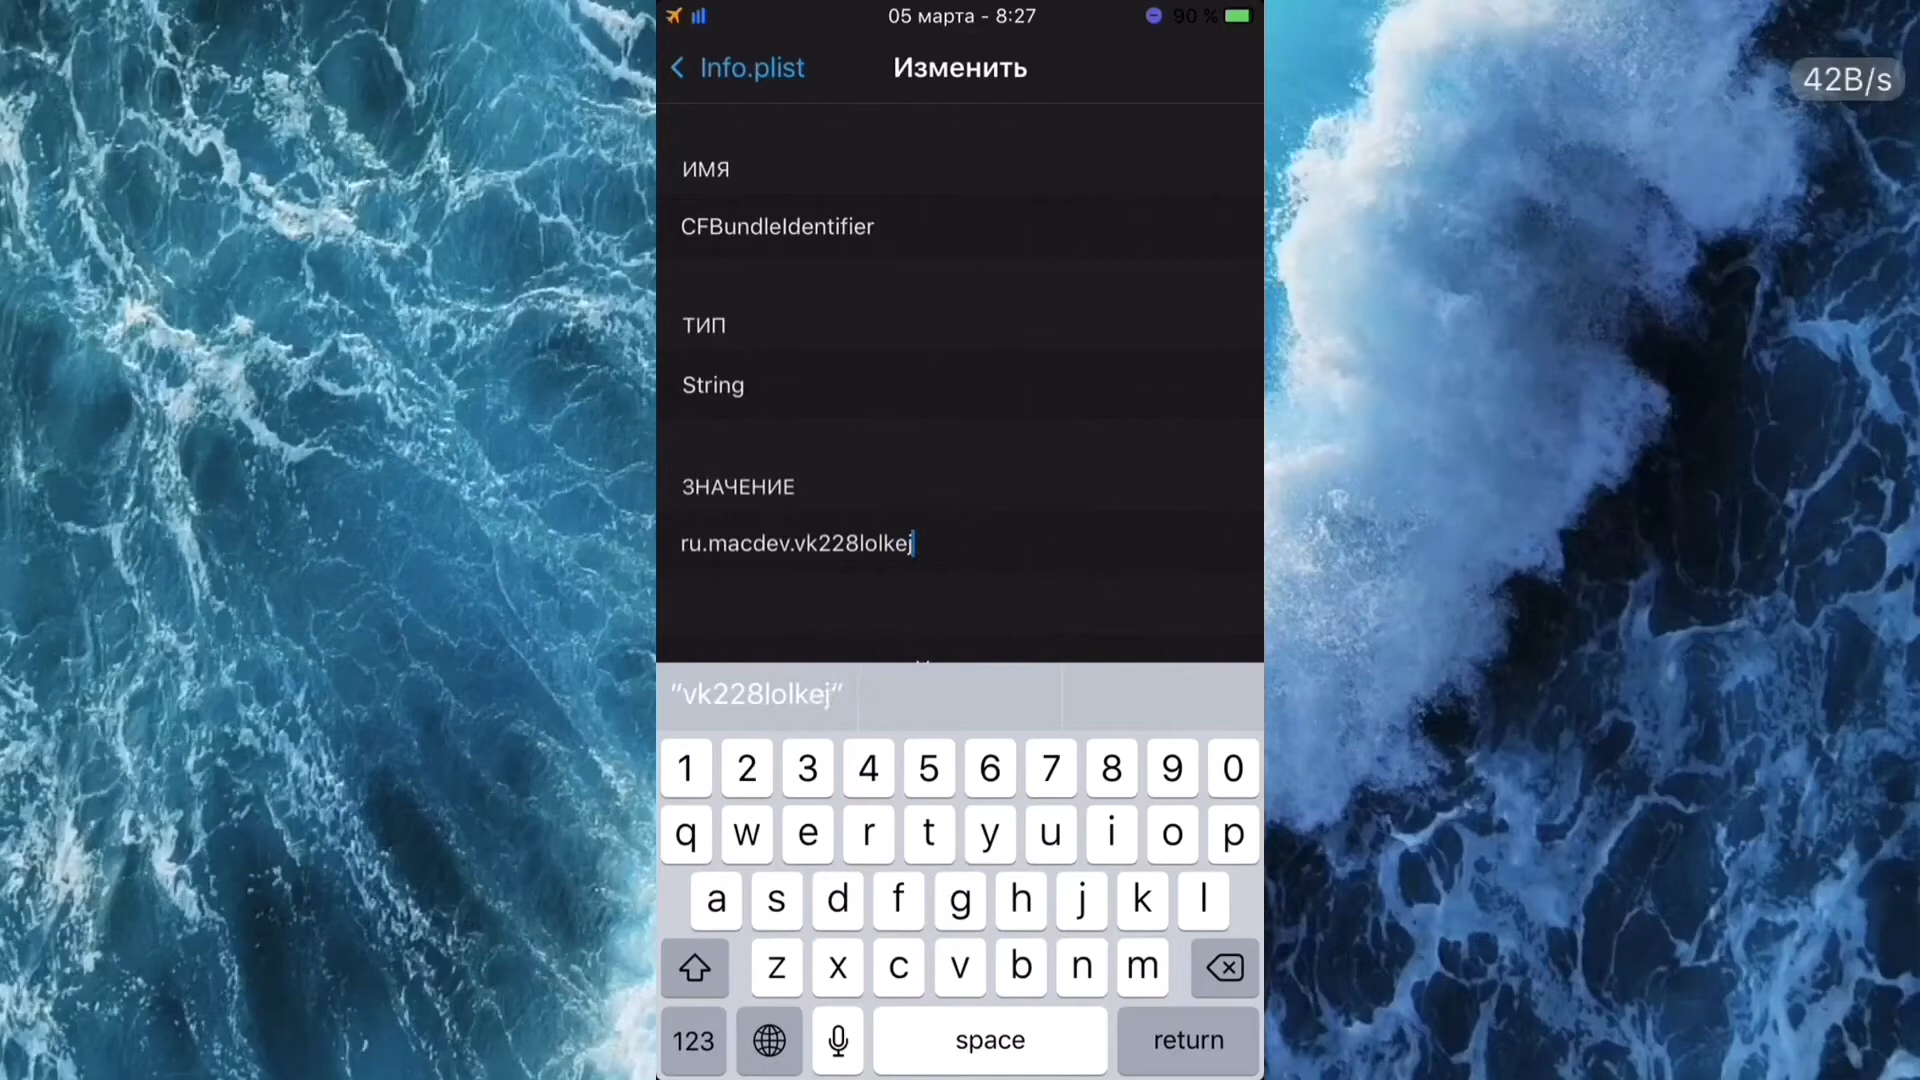 05 марта - 8:27
90 %
42B/s
Info.plist
Изменить
ИМЯ
CFBundleIdentifier
ТИП
String
ЗНАЧЕНИЕ
ru.macdev.vk228lolkej
“vk228lolkej“
1 2 3 4 5 6 7 8 9 0
q w e r t y u i o p
a s d f g h j k l
z x c v b n m
123
space
return